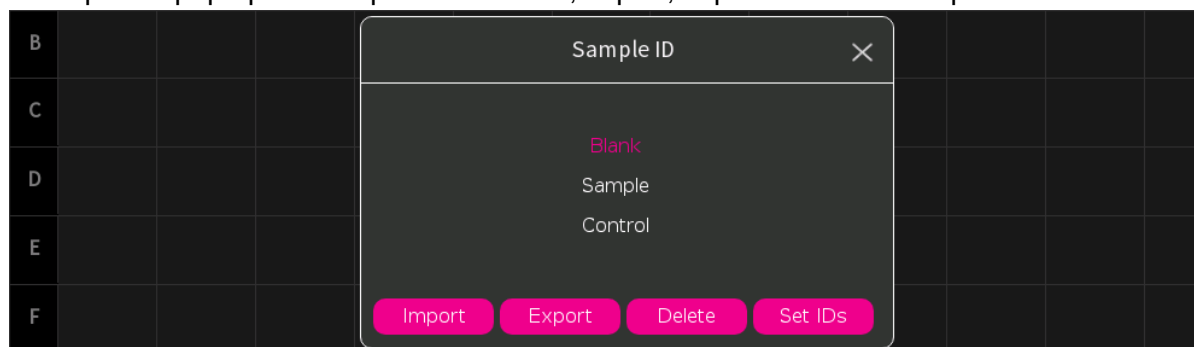 B
Sample ID
C
Blank
D
Sample
Control
E
Import Export Delete Set IDs
F